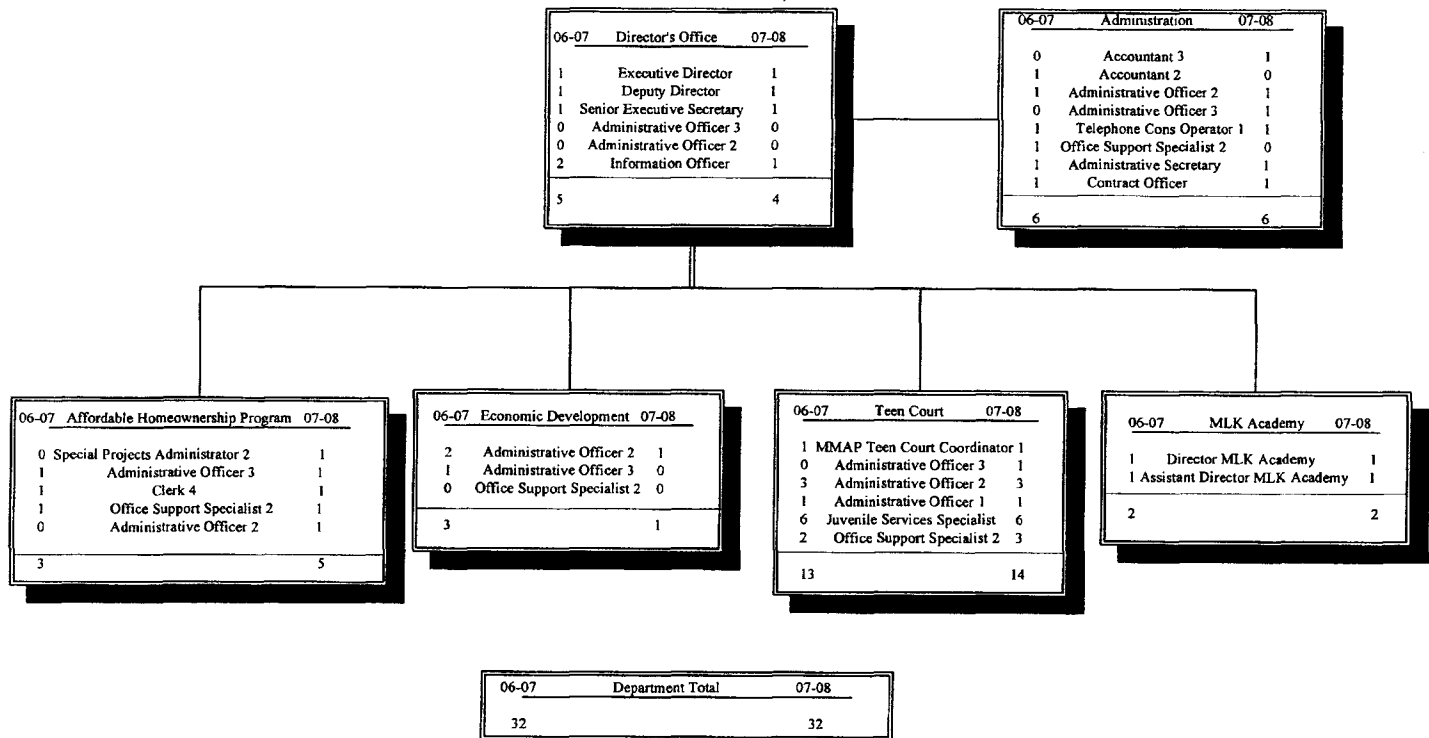 06-07 Director's Office 07-08
1 Executive Director 1
1 Deputy Director 1
1 Senior Executive Secretary 1
0 Administrative Officer 3 0
0 Administrative Officer 2 0
2 Information Officer 1
5 4
06-07 Administration 07-08
0 Accountant 3 1
1 Accountant 2 0
1 Administrative Officer 2 1
0 Administrative Officer 3 1
1 Telephone Cons Operator 1 1
1 Office Support Specialist 2 0
1 Administrative Secretary 1
1 Contract Officer 1
6 6
06-07 Affordable Homeownership Program 07-08
0 Special Projects Administrator 2 1
1 Administrative Officer 3 1
1 Clerk 4 1
1 Office Support Specialist 2 1
0 Administrative Officer 2 1
3 5
06-07 Economic Development 07-08
2 Administrative Officer 2 1
1 Administrative Officer 3 0
0 Office Support Specialist 2 0
3 1
06-07 Teen Court 07-08
1 MMAP Teen Court Coordinator 1
0 Administrative Officer 3 1
3 Administrative Officer 2 3
1 Administrative Officer 1 1
6 Juvenile Services Specialist 6
2 Office Support Specialist 2 3
13 14
06-07 MLK Academy 07-08
1 Director MLK Academy 1
1 Assistant Director MLK Academy 1
2 2
06-07 Department Total 07-08
32 32